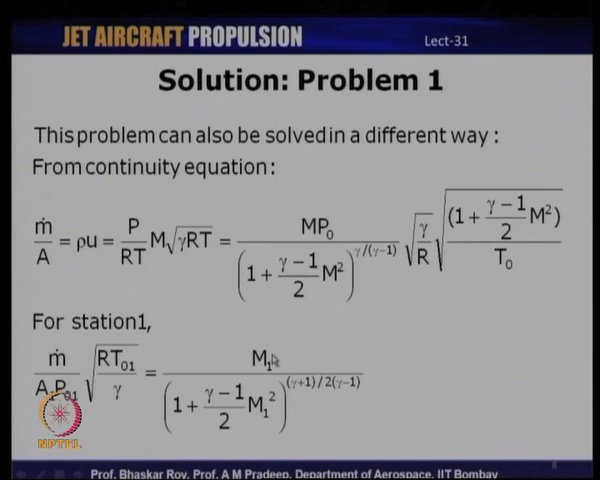 JET AIRCRAFT PROPULSION Lect-31
Solution: Problem 1
This problem can also be solved in a different way :
From continuity equation :
ṁ/A = ρu = P/RT M√γRT = MP₀/(1 + γ−1/2 M²)^γ/(γ−1) √γ/R √(1 + γ−1/2 M²)/T₀
For station1,
ṁ/A₁P₀₁ √RT₀₁/γ = M₁/(1 + γ−1/2 M₁²)^(γ+1)/2(γ−1)
NPTEL
8
Prof. Bhaskar Roy, Prof. A M Pradeep, Department of Aerospace, IIT Bombay